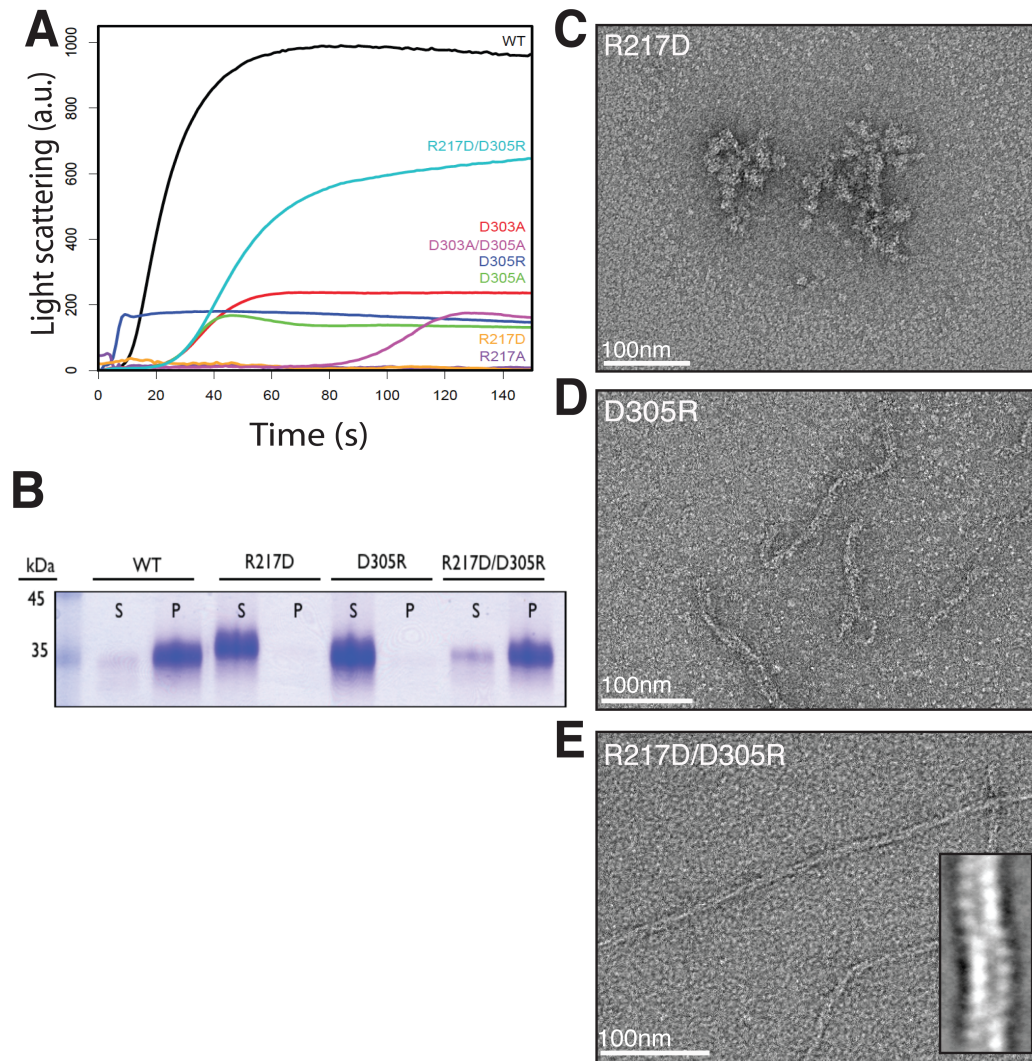 A
Light scattering (a.u.)
1000
800
600
400
200
0
WT
R217D/D305R
D303A
D303A/D305A
D305R
D305A
R217D
R217A
0 20 40 60 80 100 120 140
Time (s)
B
kDa WT R217D D305R R217D/D305R
45 S P S P S P S P
35
C
R217D
100nm
D
D305R
100nm
E
R217D/D305R
100nm